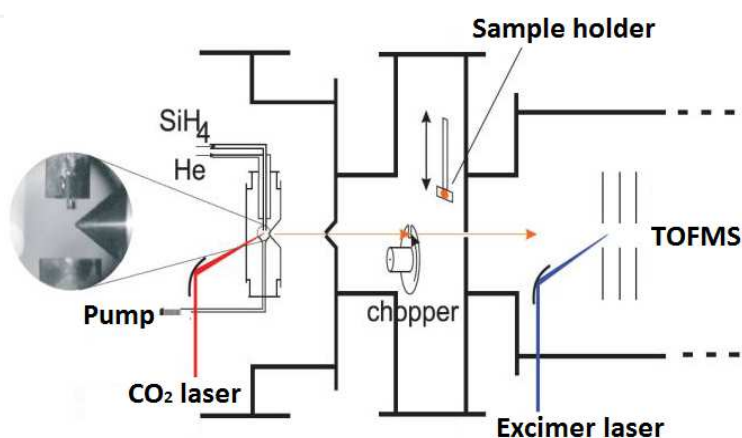 Sample holder
SiH4
He
TOFMS
Pump
chopper
CO2 laser
Excimer laser